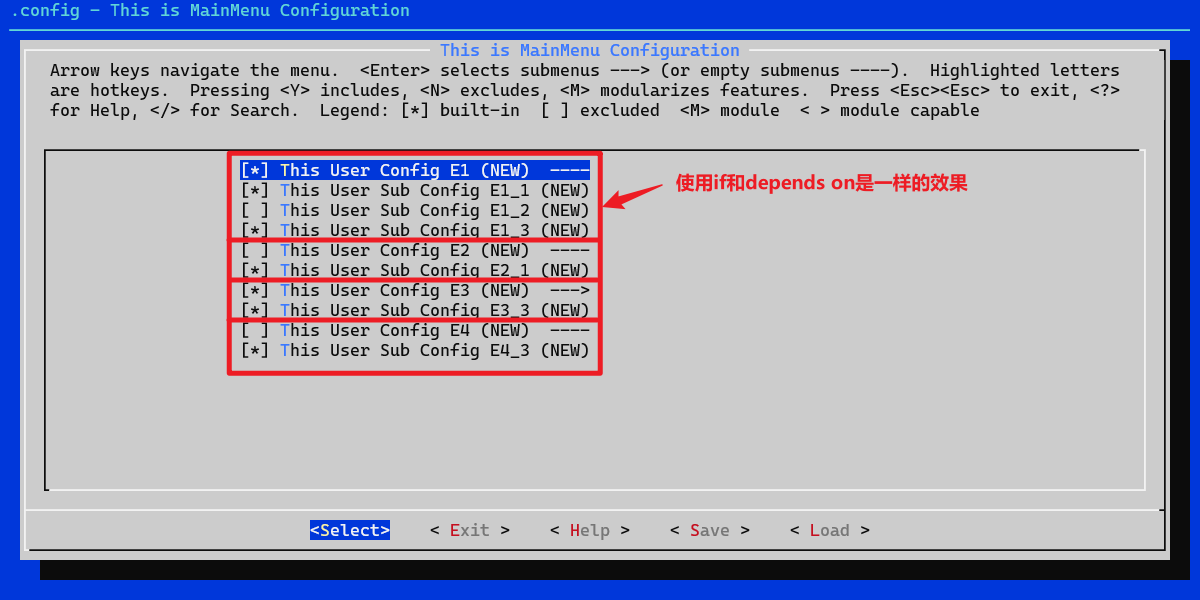 .config - This is MainMenu Configuration
This is MainMenu Configuration
Arrow keys navigate the menu.  <Enter> selects submenus ---> (or empty submenus ----).  Highlighted letters
are hotkeys.  Pressing <Y> includes, <N> excludes, <M> modularizes features.  Press <Esc><Esc> to exit, <?>
for Help, </> for Search.  Legend: [*] built-in  [ ] excluded  <M> module  < > module capable
[*] This User Config E1 (NEW)  ----
[*] This User Sub Config E1_1 (NEW)
使用if和depends on是一样的效果
[ ] This User Sub Config E1_2 (NEW)
[*] This User Sub Config E1_3 (NEW)
[ ] This User Config E2 (NEW)  ----
[*] This User Sub Config E2_1 (NEW)
[*] This User Config E3 (NEW)  --->
[*] This User Sub Config E3_3 (NEW)
[ ] This User Config E4 (NEW)  ----
[*] This User Sub Config E4_3 (NEW)
<Select>    < Exit >    < Help >    < Save >    < Load >